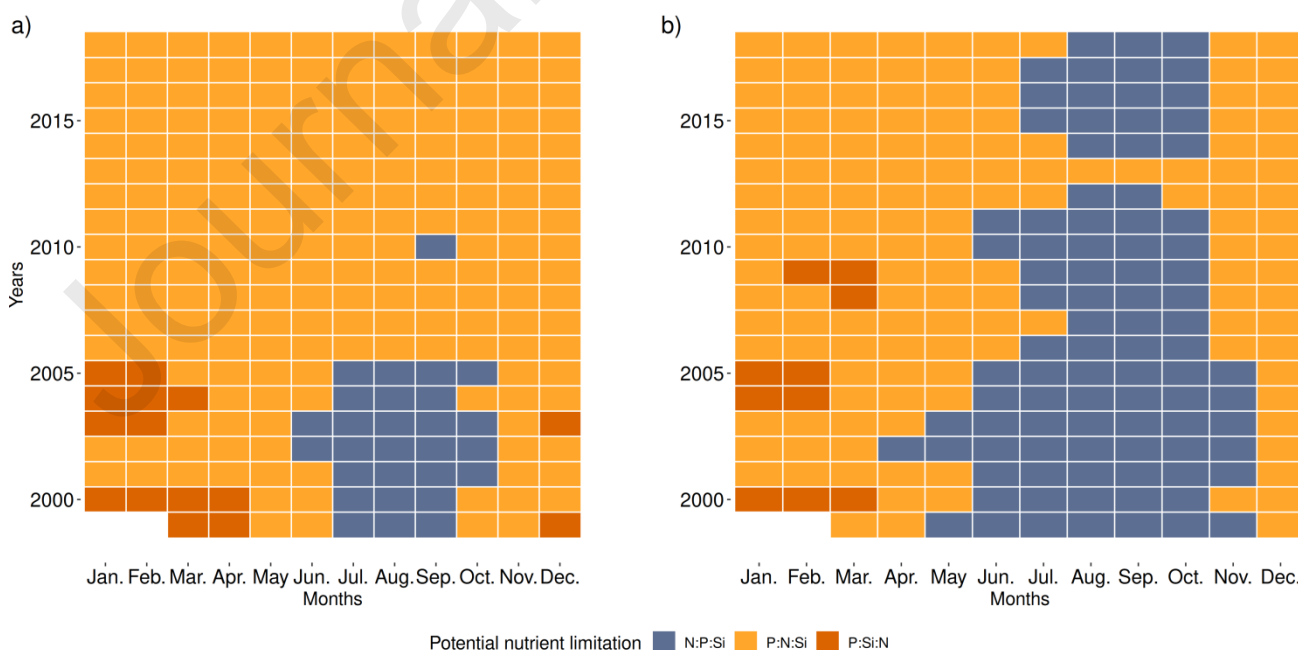 a)
b)
Journal
Years
2015
2010
2005
2000
Jan. Feb. Mar. Apr. May Jun. Jul. Aug. Sep. Oct. Nov. Dec.
Months
2015
2010
2005
2000
Jan. Feb. Mar. Apr. May Jun. Jul. Aug. Sep. Oct. Nov. Dec.
Months
Potential nutrient limitation N:P:Si P:N:Si P:Si:N